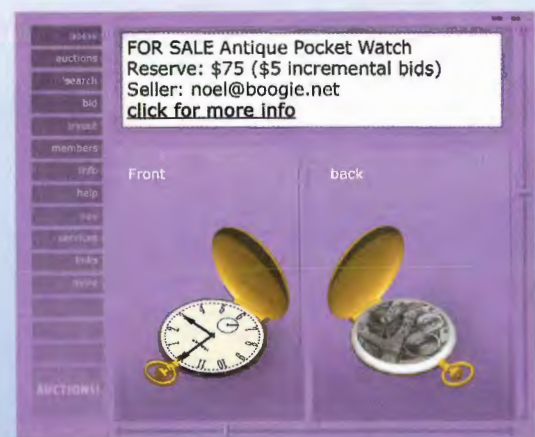 FOR SALE Antique Pocket Watch
Reserve: $75 ($5 incremental bids)
Seller: noel@boogie.net
click for more info
auctions
search
bid
members
info
help
services
links
more
AUCTIONS!
Front
back